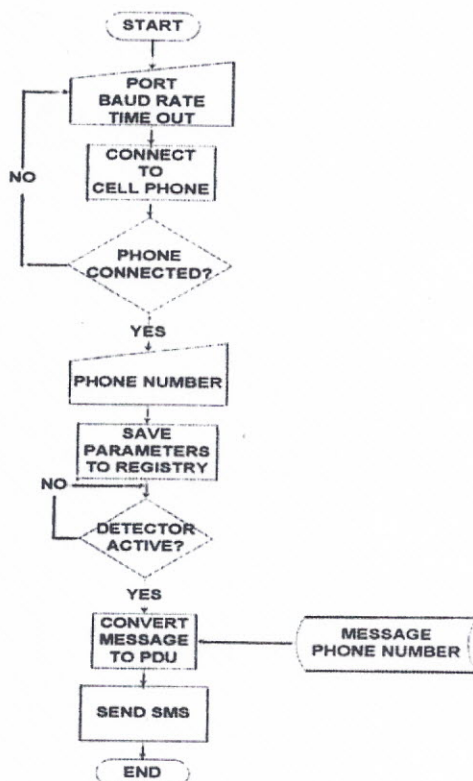 START
PORT
BAUD RATE
TIME OUT
CONNECT
TO
CELL PHONE
NO
PHONE
CONNECTED?
YES
PHONE NUMBER
SAVE
PARAMETERS
TO REGISTRY
NO
DETECTOR
ACTIVE?
YES
CONVERT
MESSAGE
TO PDU
MESSAGE
PHONE NUMBER
SEND SMS
END